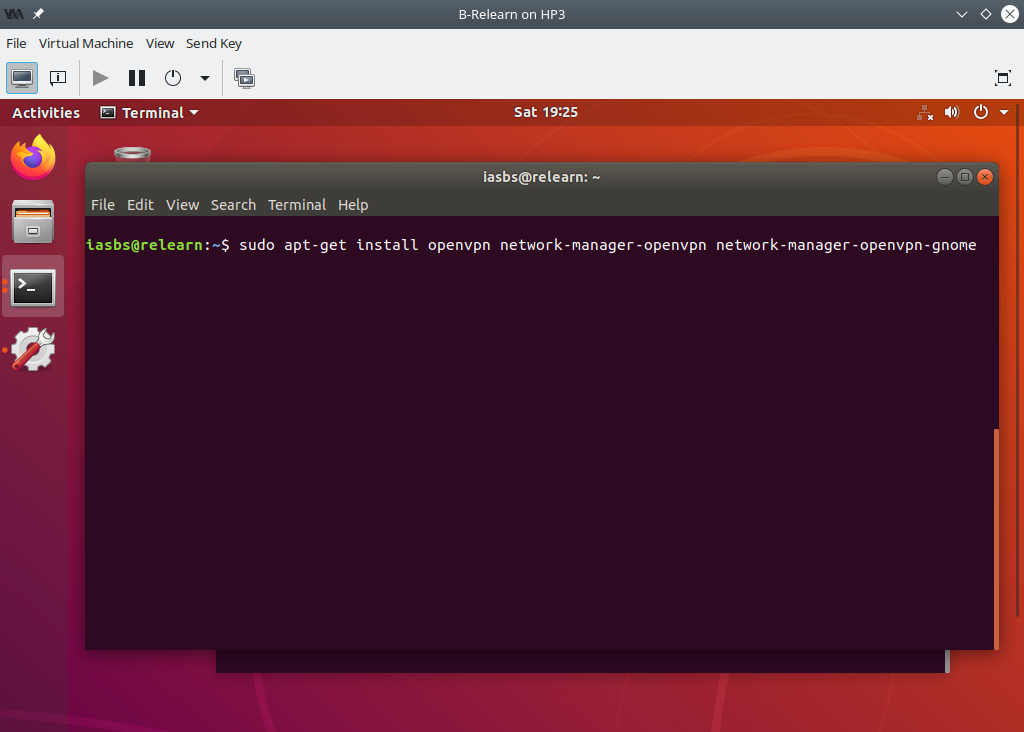 B-Relearn on HP3
File Virtual Machine View Send Key
Activities Terminal Sat 19:25
iasbs@relearn: ~
File Edit View Search Terminal Help
iasbs@relearn:~$ sudo apt-get install openvpn network-manager-openvpn network-manager-openvpn-gnome